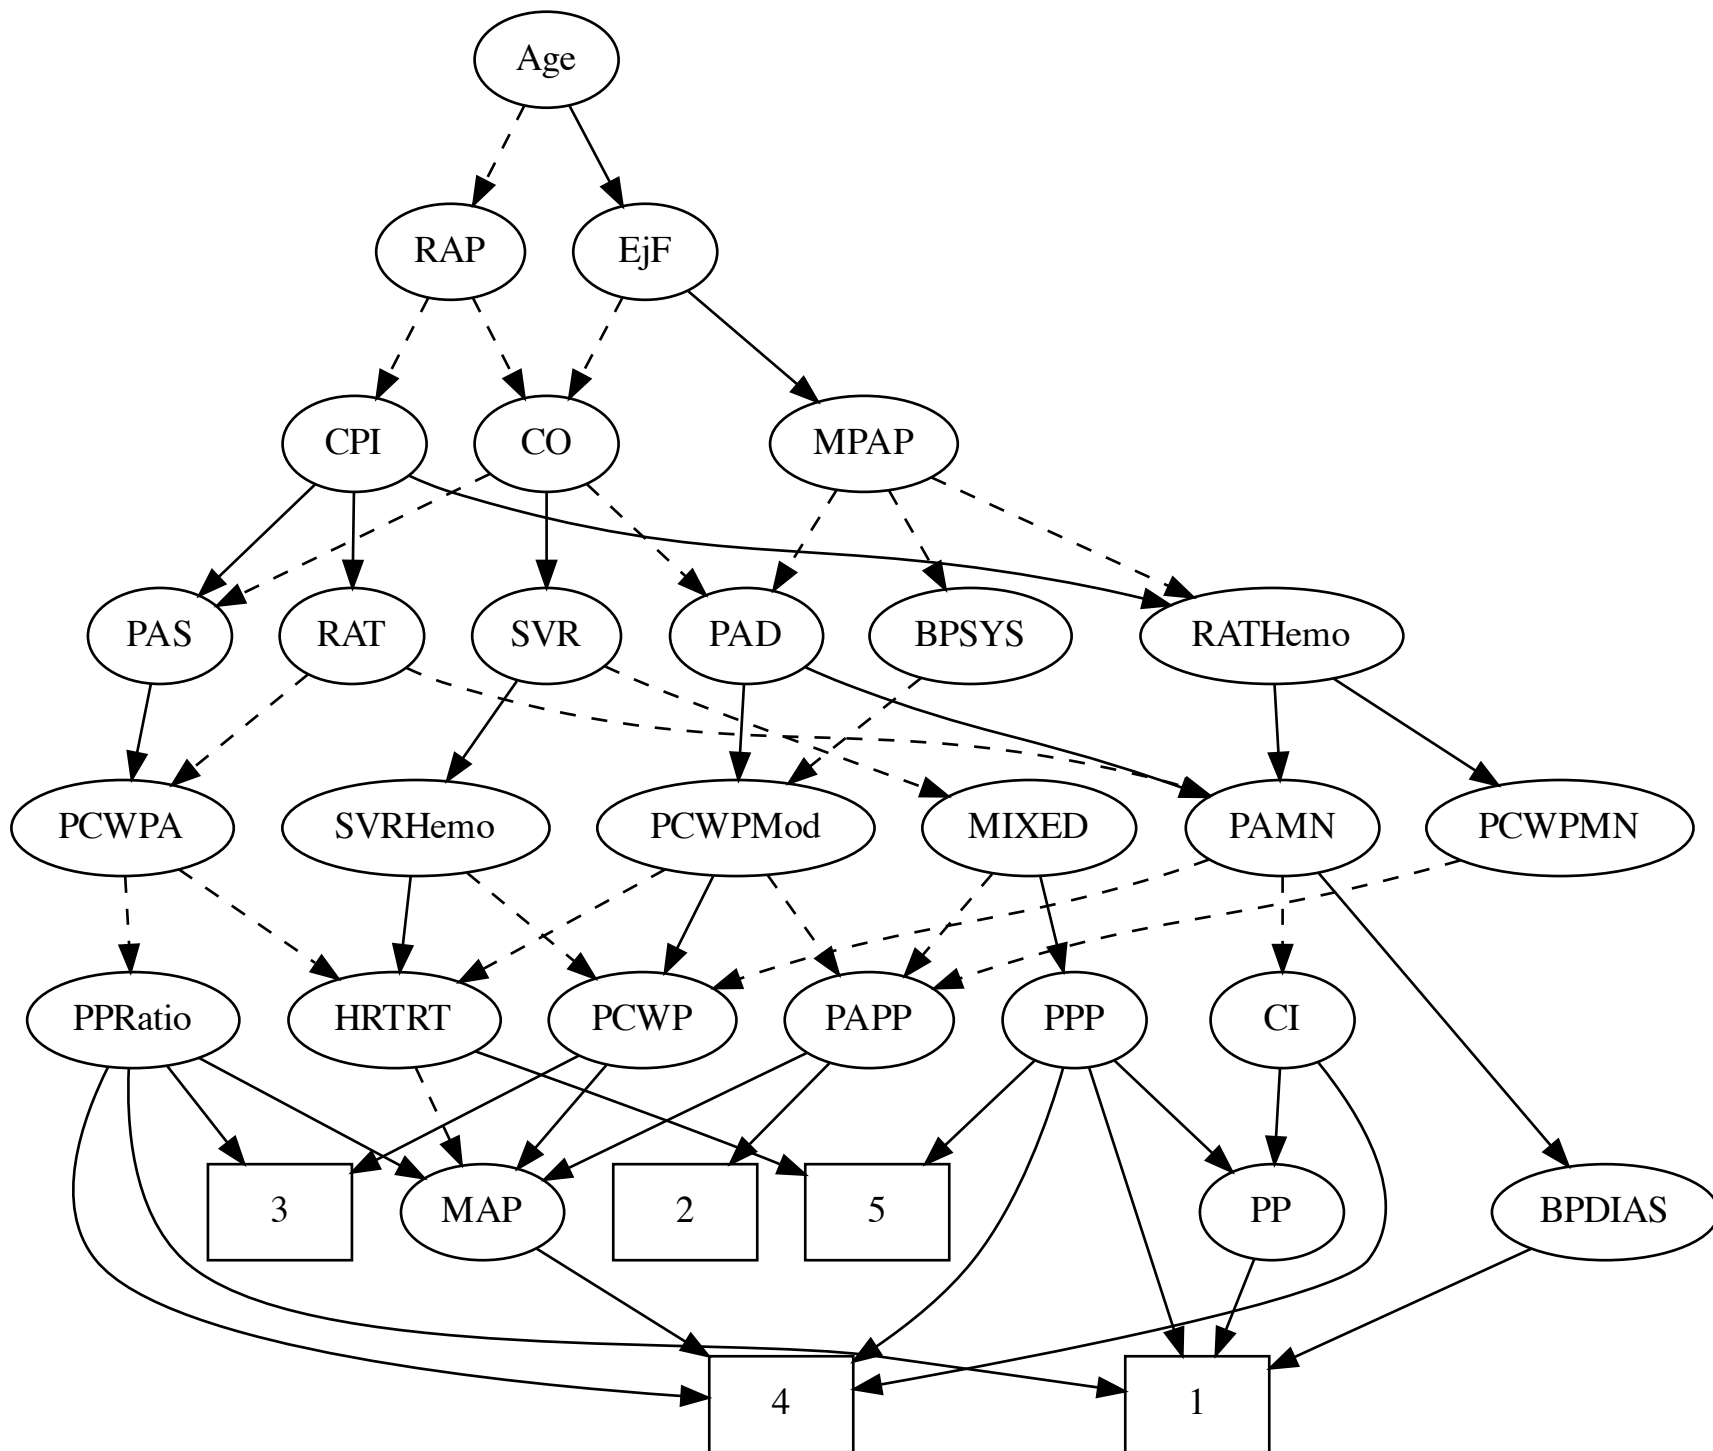 Age
RAP
EjF
CPI
CO
MPAP
PAS
RAT
SVR
PAD
BPSYS
RATHemo
PCWPA
SVRHemo
PCWPMod
MIXED
PAMN
PCWPMN
PPRatio
HRTRT
PCWP
PAPP
PPP
CI
3
MAP
2
5
PP
BPDIAS
4
1